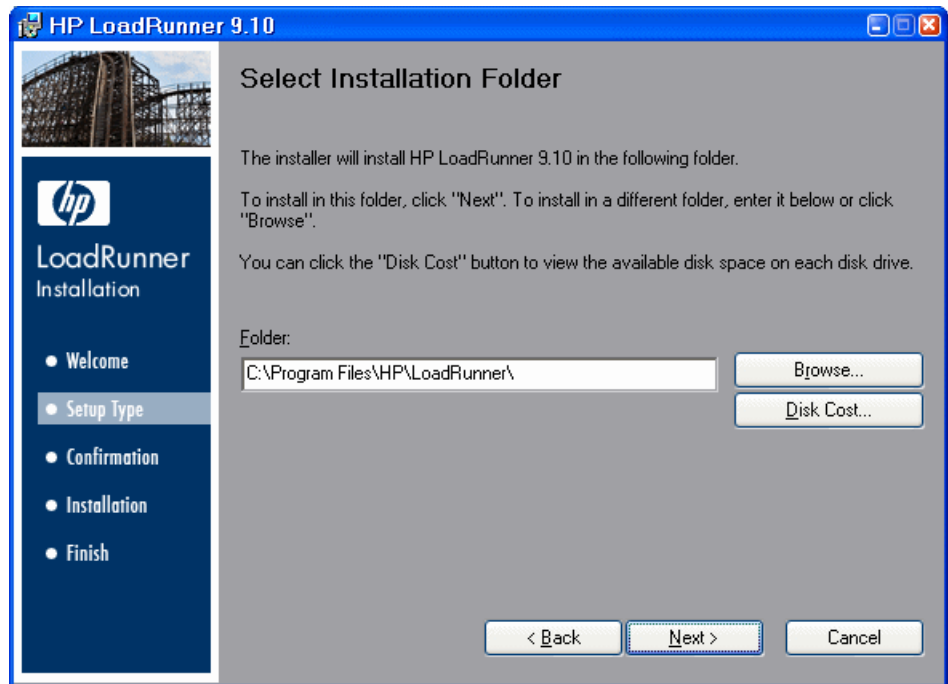 HP LoadRunner 9.10
hp
LoadRunner
Installation
Welcome
Setup Type
Confirmation
Installation
Finish
Select Installation Folder
The installer will install HP LoadRunner 9.10 in the following folder.
To install in this folder, click "Next". To install in a different folder, enter it below or click
"Browse".
You can click the "Disk Cost" button to view the available disk space on each disk drive.
Folder:
C:\Program Files\HP\LoadRunner\
Browse...
Disk Cost...
< Back
Next >
Cancel